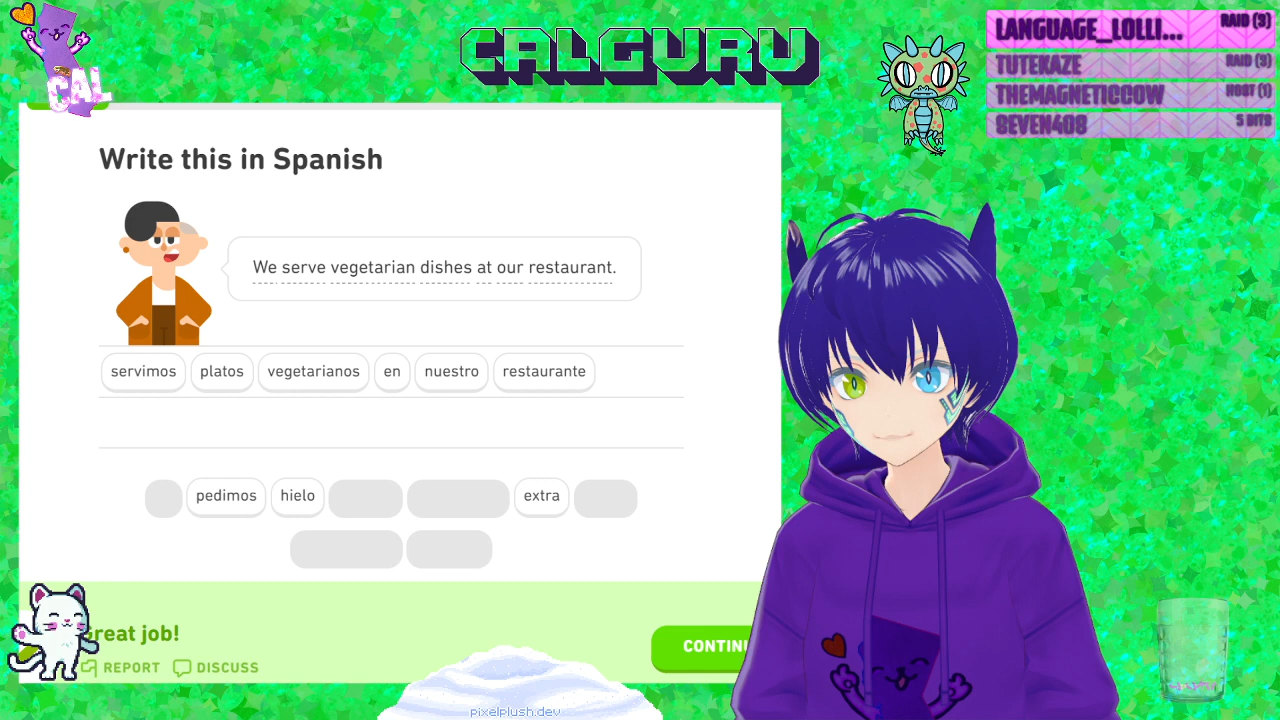 CAL
CALGURU
LANGUAGE_LOLLI... RAID (3)
TUTEKAZE RAID (3)
THEMAGNETICCOW HOST (1)
SEVEN408 5 BITS
Write this in Spanish
We serve vegetarian dishes at our restaurant.
servimos platos vegetarianos en nuestro restaurante
pedimos hielo extra
Great job!
REPORT DISCUSS
CONTINU
pixelplush.dev